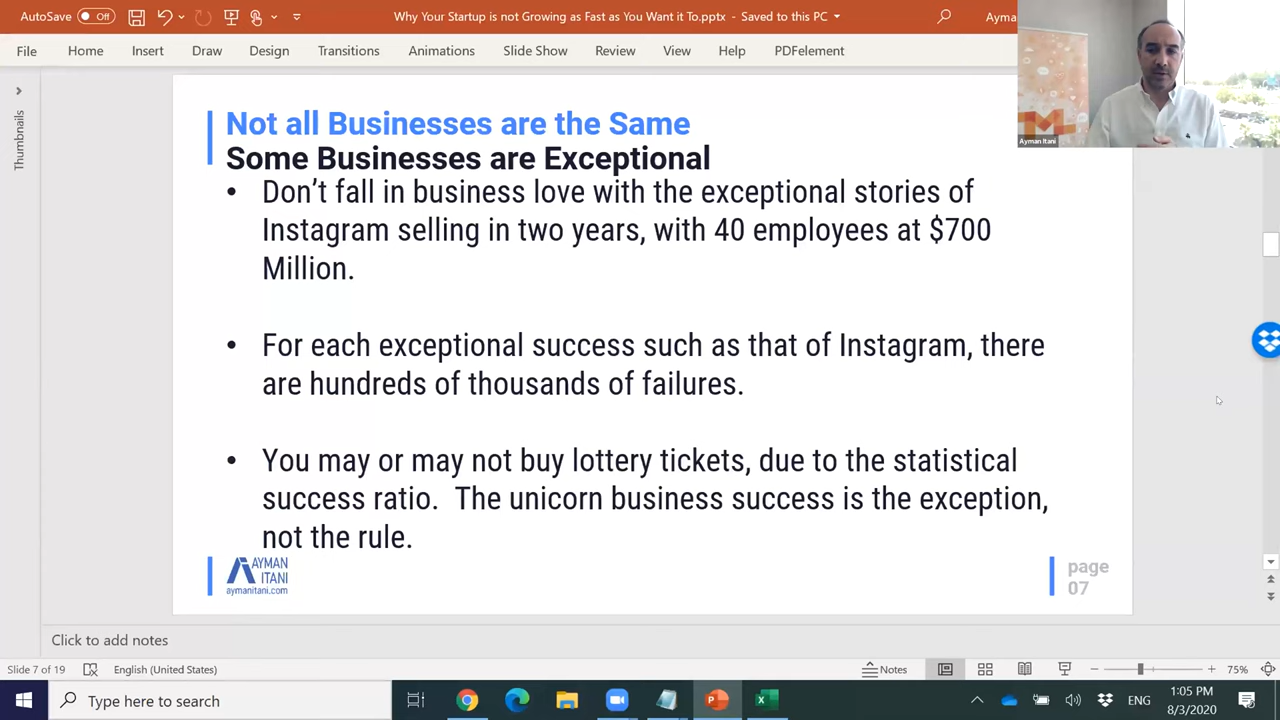 AutoSave Off
Why Your Startup is not Growing as Fast as You Want it To.pptx - Saved to this PC
Ayma
File Home Insert Draw Design Transitions Animations Slide Show Review View Help PDFelement
Ayman Itani
Thumbnails
Not all Businesses are the Same
Some Businesses are Exceptional
• Don’t fall in business love with the exceptional stories of
Instagram selling in two years, with 40 employees at $700
Million.
• For each exceptional success such as that of Instagram, there
are hundreds of thousands of failures.
• You may or may not buy lottery tickets, due to the statistical
success ratio. The unicorn business success is the exception,
not the rule.
AYMAN
ITANI
aymanitani.com
page
07
Click to add notes
Slide 7 of 19 English (United States) Notes 75%
Type here to search
ENG
1:05 PM
8/3/2020